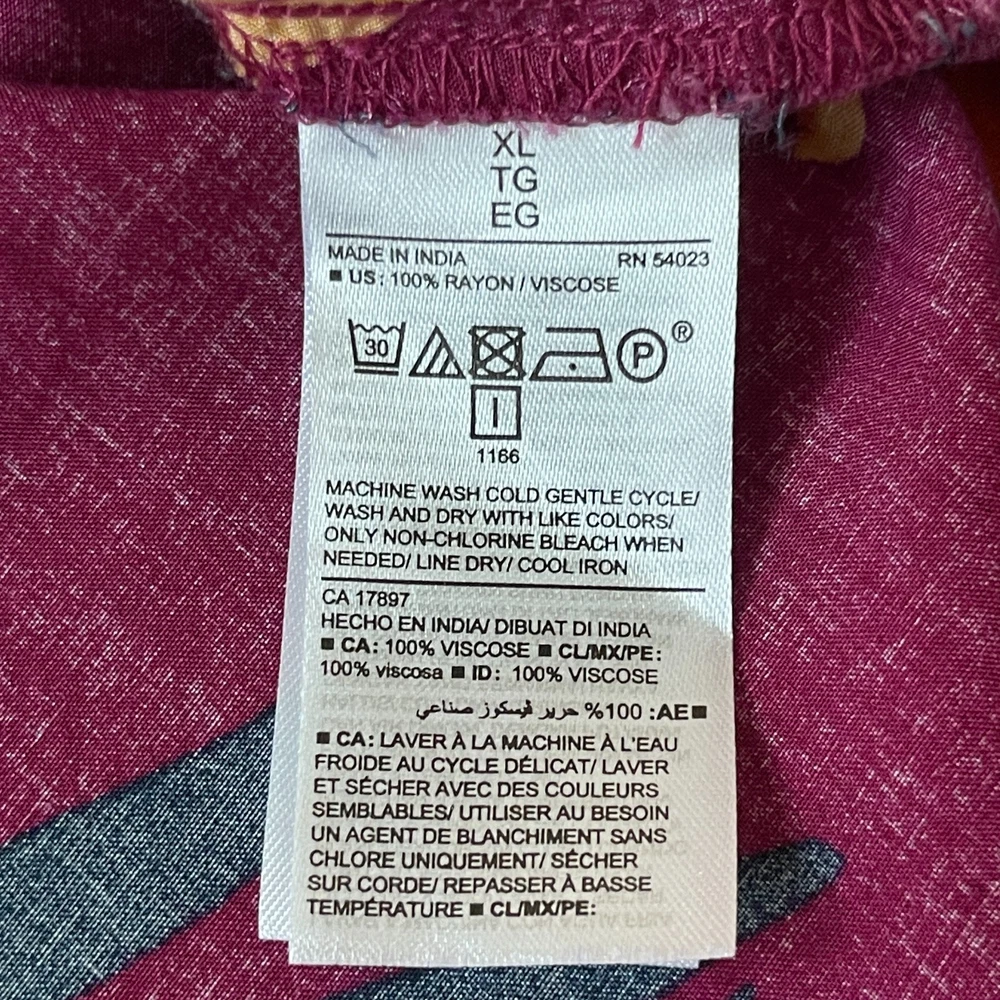 XL
TG
EG
MADE IN INDIA RN 54023
■ US: 100% RAYON / VISCOSE
30 P ®
I
1166
MACHINE WASH COLD GENTLE CYCLE/
WASH AND DRY WITH LIKE COLORS/
ONLY NON-CHLORINE BLEACH WHEN
NEEDED/ LINE DRY/ COOL IRON
CA 17897
HECHO EN INDIA/ DIBUAT DI INDIA
■ CA: 100% VISCOSE ■ CL/MX/PE:
100% viscosa ■ ID: 100% VISCOSE
■AE: 100% حرير ڤيسكوز صناعي
■ CA: LAVER À LA MACHINE À L'EAU
FROIDE AU CYCLE DÉLICAT/ LAVER
ET SÉCHER AVEC DES COULEURS
SEMBLABLES/ UTILISER AU BESOIN
UN AGENT DE BLANCHIMENT SANS
CHLORE UNIQUEMENT/ SÉCHER
SUR CORDE/ REPASSER À BASSE
TEMPÉRATURE ■ CL/MX/PE: